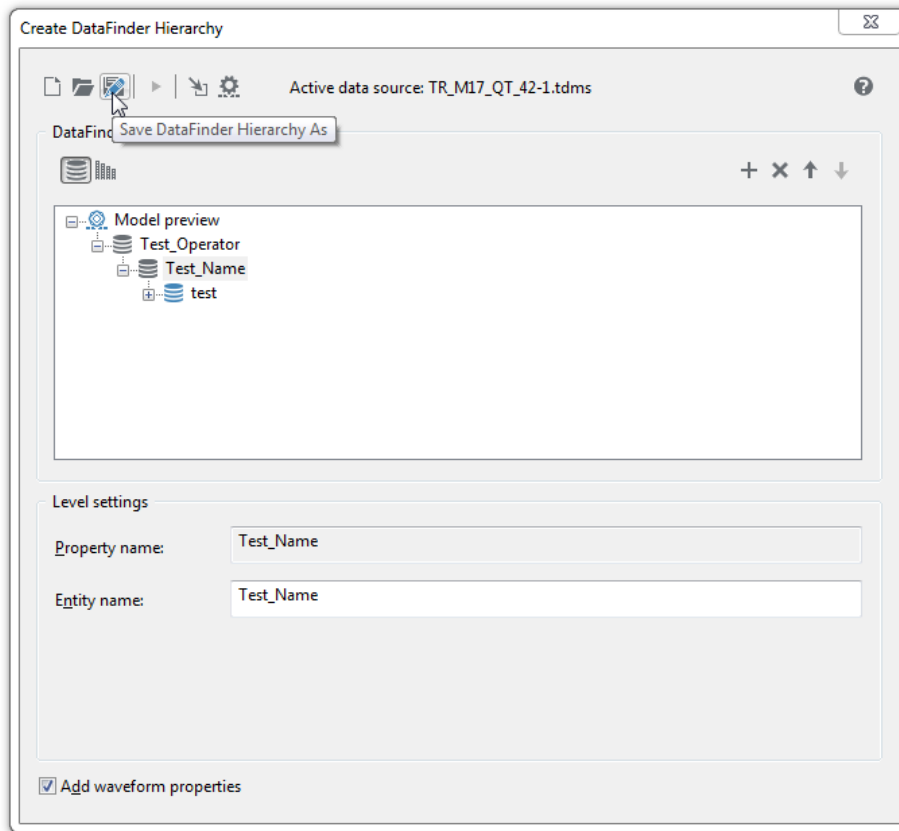 Create DataFinder Hierarchy
Active data source: TR_M17_QT_42-1.tdms
Save DataFinder Hierarchy As
DataFin
Model preview
Test_Operator
Test_Name
test
Level settings
Property name:
Test_Name
Entity name:
Test_Name
Add waveform properties